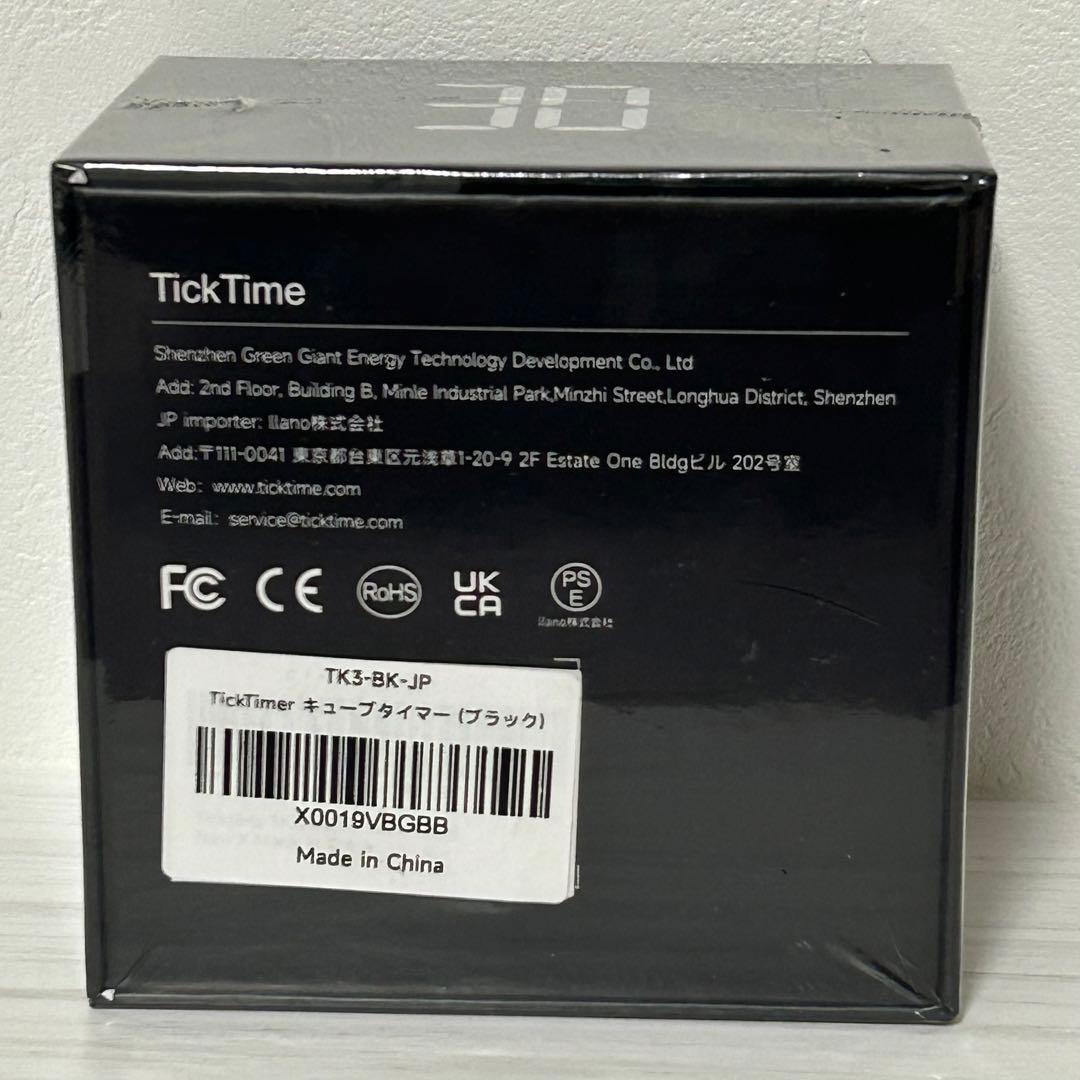 30
TickTime
Shenzhen Green Giant Energy Technology Development Co., Ltd
Add: 2nd Floor, Building B, Minle Industrial Park,Minzhi Street,Longhua District, Shenzhen
JP importer: llano株式会社
Add:〒111-0041 東京都台東区元浅草1-20-9 2F Estate One Bldgビル 202号室
Web: www.ticktime.com
E-mail: service@ticktime.com
FC CE RoHS UK CA PS E
llano株式会社
TK3-BK-JP
TickTimer キューブタイマー (ブラック)
X0019VBGBB
Made in China